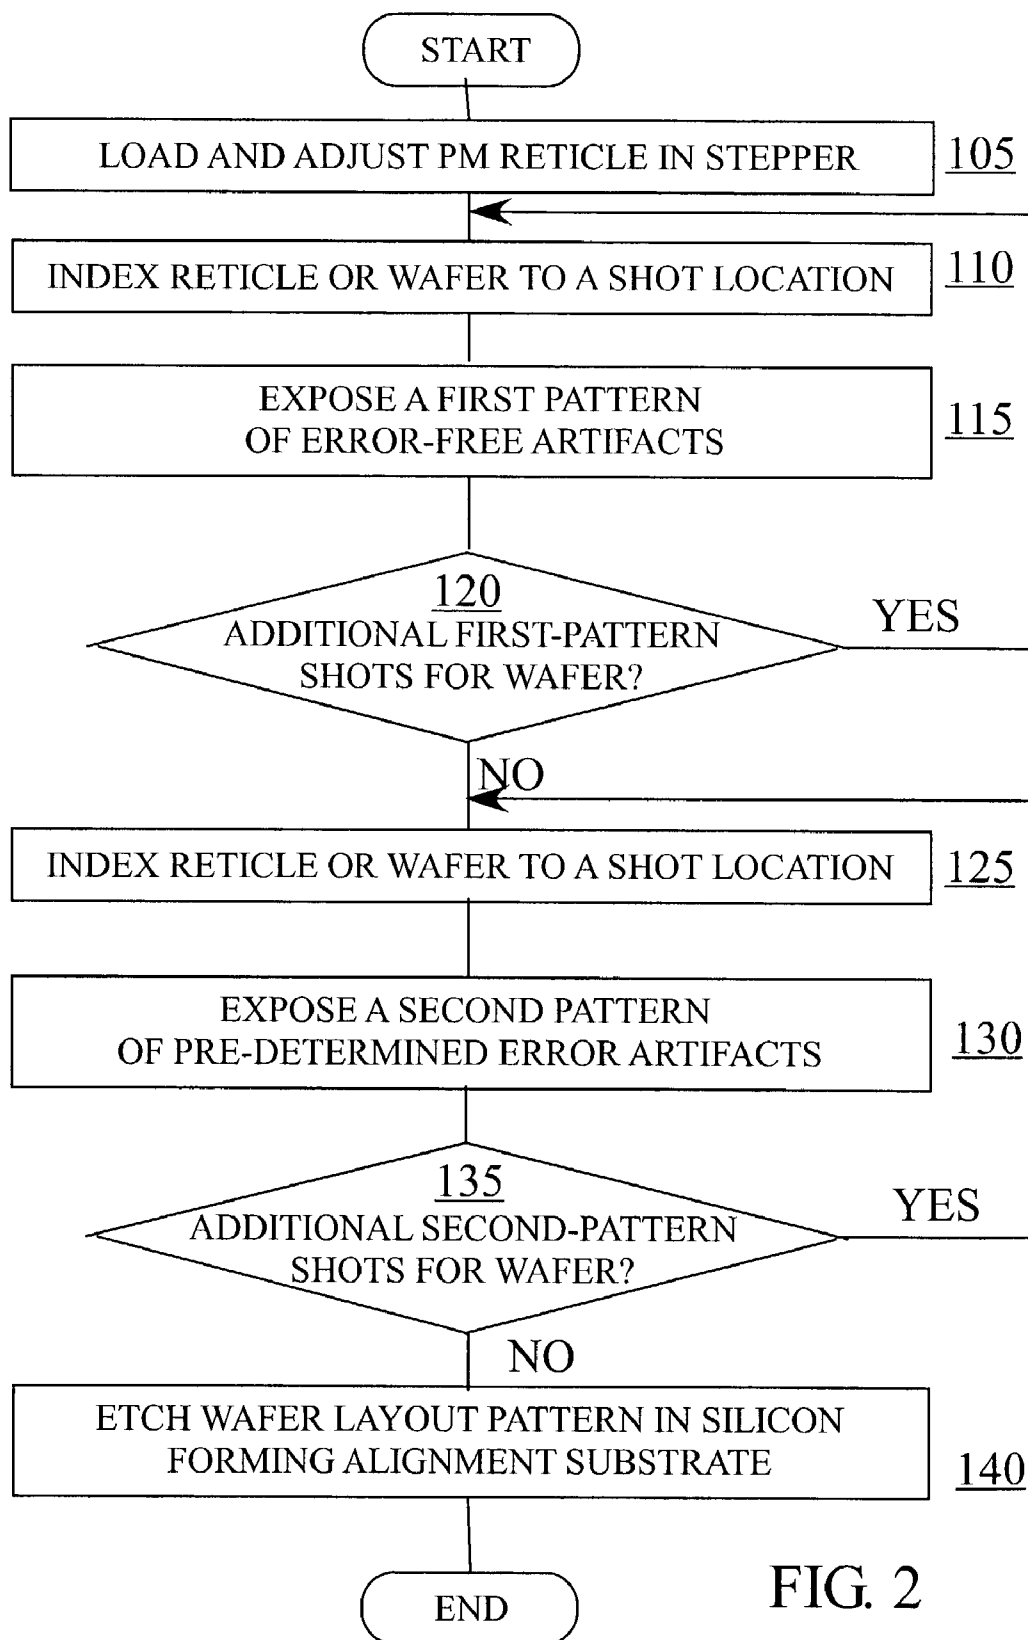 START
LOAD AND ADJUST PM RETICLE IN STEPPER
105
INDEX RETICLE OR WAFER TO A SHOT LOCATION
110
EXPOSE A FIRST PATTERN
OF ERROR-FREE ARTIFACTS
115
120
ADDITIONAL FIRST-PATTERN
SHOTS FOR WAFER?
YES
NO
INDEX RETICLE OR WAFER TO A SHOT LOCATION
125
EXPOSE A SECOND PATTERN
OF PRE-DETERMINED ERROR ARTIFACTS
130
135
ADDITIONAL SECOND-PATTERN
SHOTS FOR WAFER?
YES
NO
ETCH WAFER LAYOUT PATTERN IN SILICON
FORMING ALIGNMENT SUBSTRATE
140
END
FIG. 2